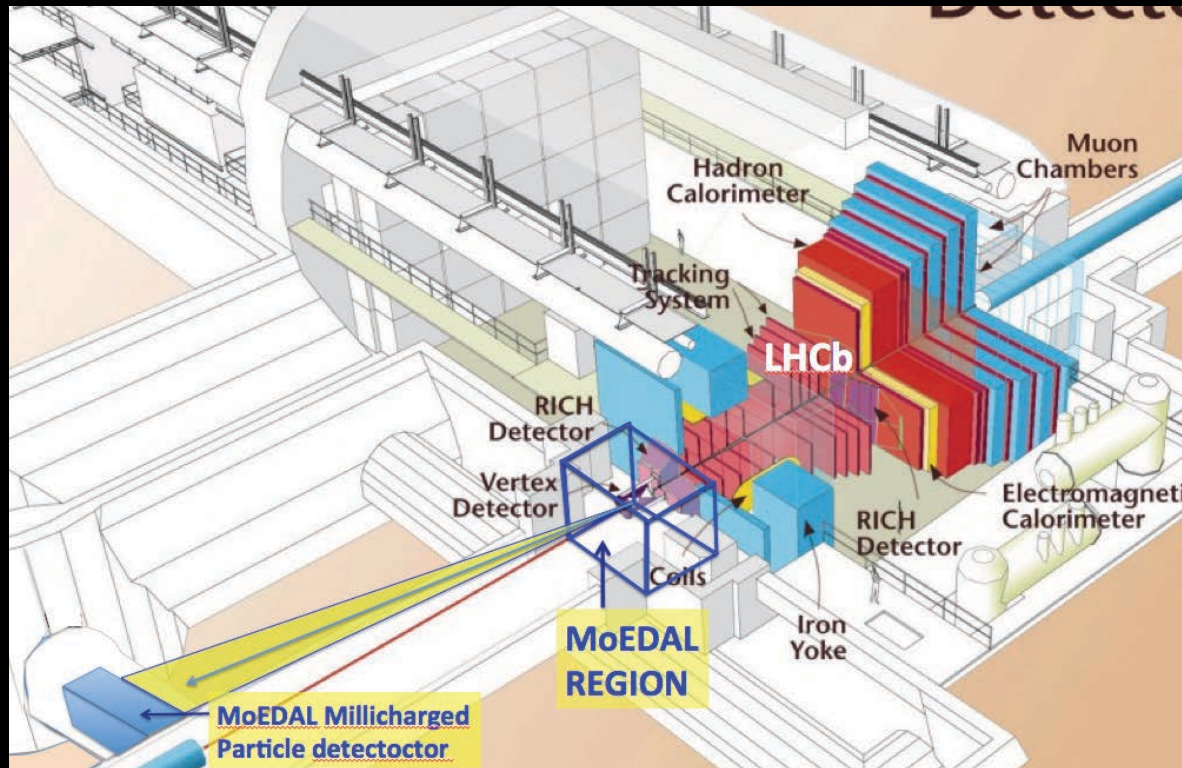 Muon
Chambers
Hadron
Calorimeter
Tracking
System
LHCb
RICH
Detector
Vertex
Detector
Electromagneti
Calorimeter
RICH
Detector
Coils
Iron
Yoke
MoEDAL
REGION
MoEDAL Millicharged
Particle detectoctor